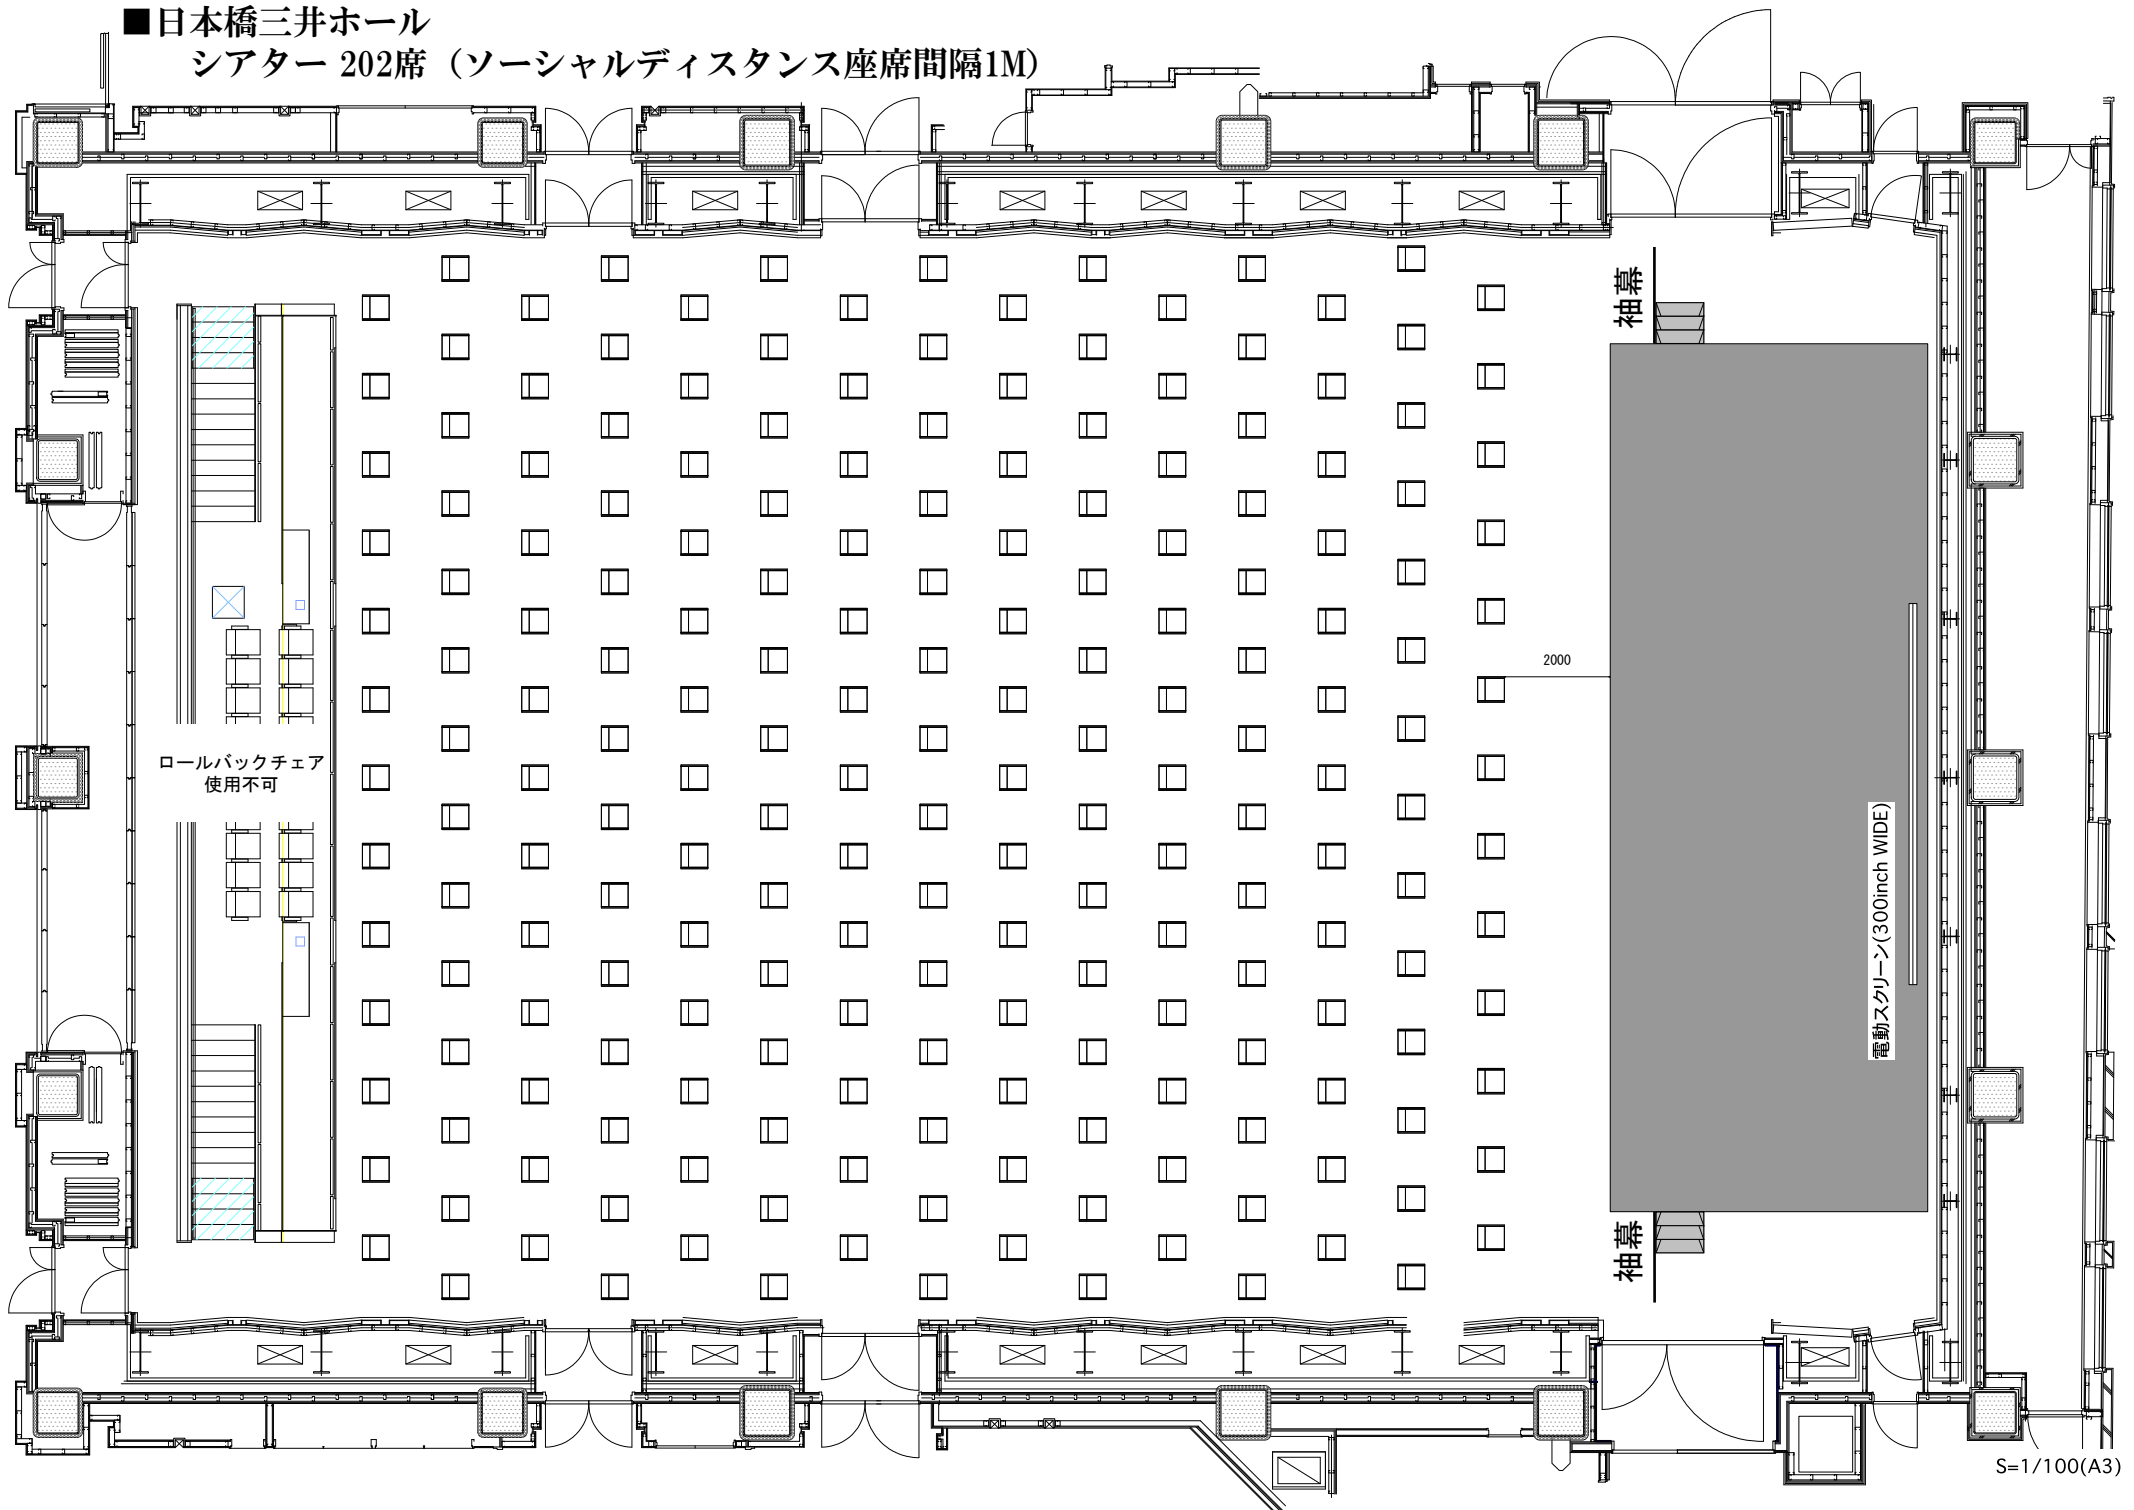 ■日本橋三井ホール
シアター 202席（ソーシャルディスタンス座席間隔1M）
袖幕
2000
ロールバックチェア
使用不可
電動スクリーン(300inch WIDE)
袖幕
S=1/100(A3)